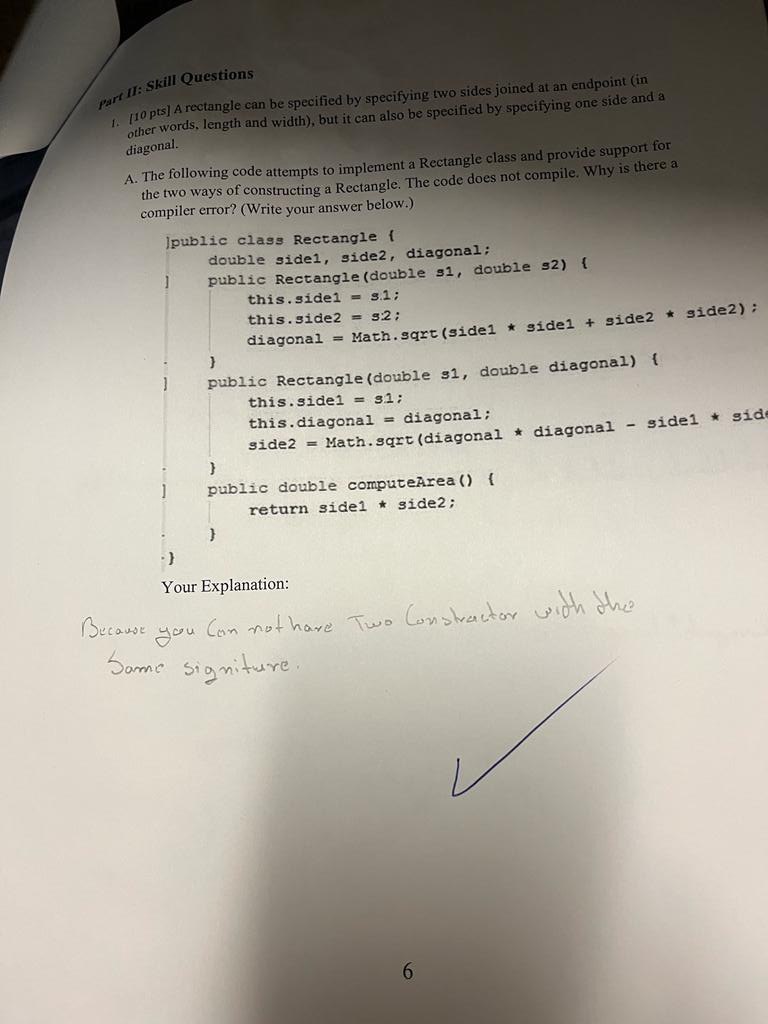 Part II: Skill Questions
1. [10 pts] A rectangle can be specified by specifying two sides joined at an endpoint (in
other words, length and width), but it can also be specified by specifying one side and a
diagonal.
A. The following code attempts to implement a Rectangle class and provide support for
the two ways of constructing a Rectangle. The code does not compile. Why is there a
compiler error? (Write your answer below.)
public class Rectangle {
double side1, side2, diagonal;
public Rectangle(double s1, double s2) {
this.side1 = s1;
this.side2 = s2;
diagonal = Math.sqrt(side1 * side1 + side2 * side2);
}
public Rectangle(double s1, double diagonal) {
this.side1 = s1;
this.diagonal = diagonal;
side2 = Math.sqrt(diagonal * diagonal - side1 * side
}
public double computeArea() {
return side1 * side2;
}
}
Your Explanation:
Because you Can not have Two Constractor with the
Same signiture.
6